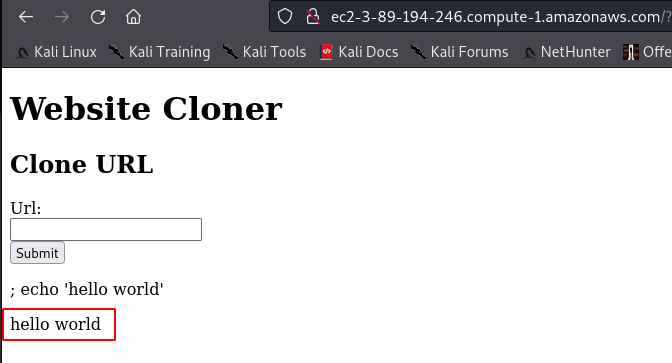 ec2-3-89-194-246.compute-1.amazonaws.com/?
Kali Linux Kali Training Kali Tools Kali Docs Kali Forums NetHunter Offe
Website Cloner
Clone URL
Url:
Submit
; echo 'hello world'
hello world